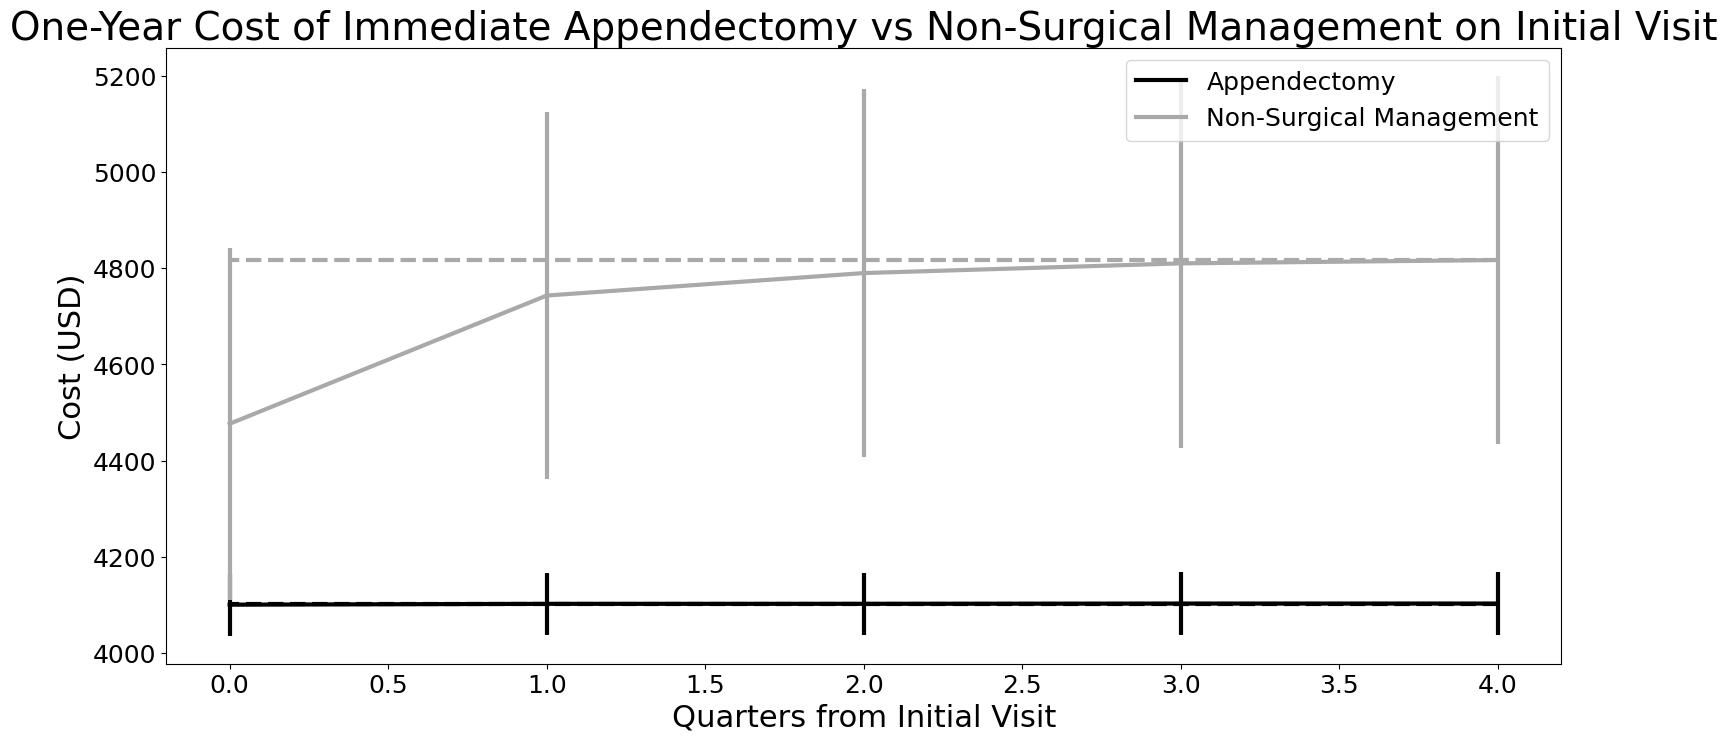 One-Year Cost of Immediate Appendectomy vs Non-Surgical Management on Initial Visit
Appendectomy
Non-Surgical Management
Cost (USD)
5200
5000
4800
4600
4400
4200
4000
0.0 0.5 1.0 1.5 2.0 2.5 3.0 3.5 4.0
Quarters from Initial Visit